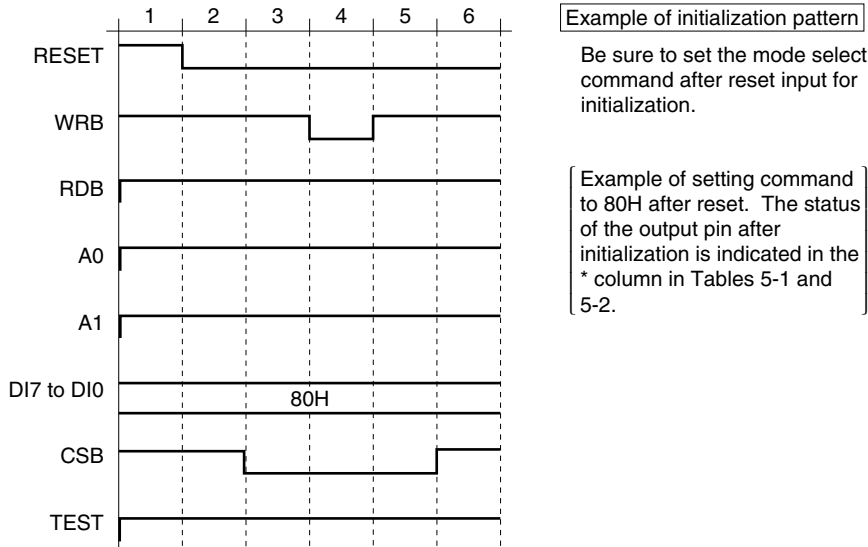 1 2 3 4 5 6
RESET
WRB
RDB
A0
A1
DI7 to DI0
80H
CSB
TEST
Example of initialization pattern
Be sure to set the mode select
command after reset input for
initialization.
Example of setting command
to 80H after reset. The status
of the output pin after
initialization is indicated in the
* column in Tables 5-1 and
5-2.